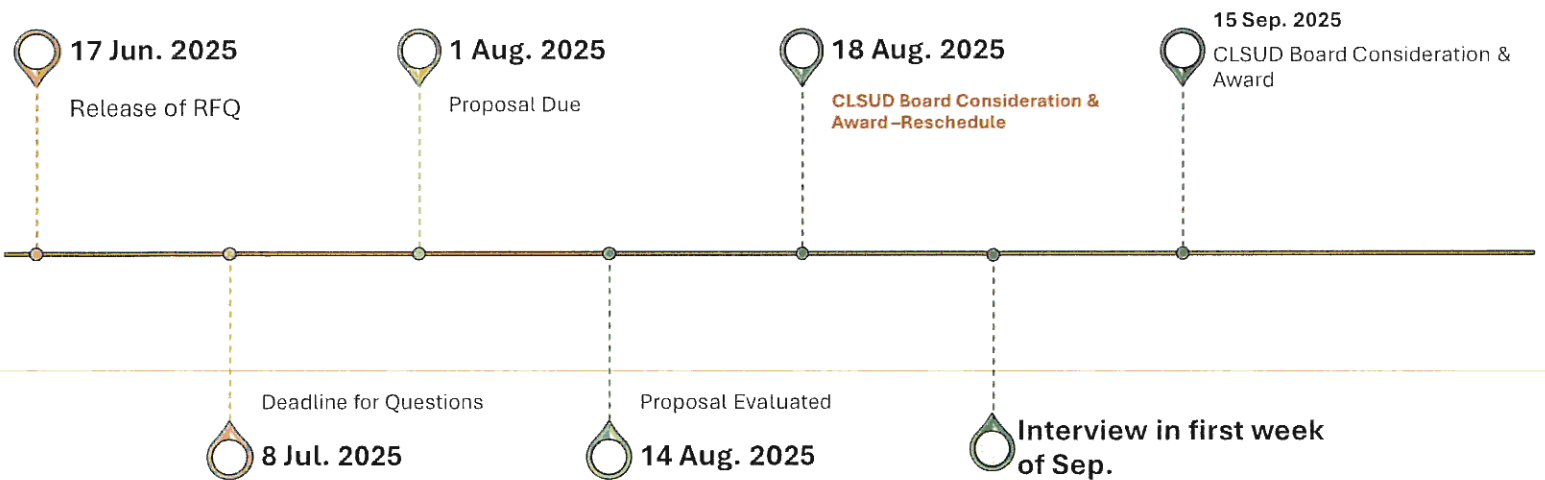 17 Jun. 2025
Release of RFQ
1 Aug. 2025
Proposal Due
18 Aug. 2025
CLSUD Board Consideration &
Award –Reschedule
15 Sep. 2025
CLSUD Board Consideration &
Award
Deadline for Questions
8 Jul. 2025
Proposal Evaluated
14 Aug. 2025
Interview in first week
of Sep.